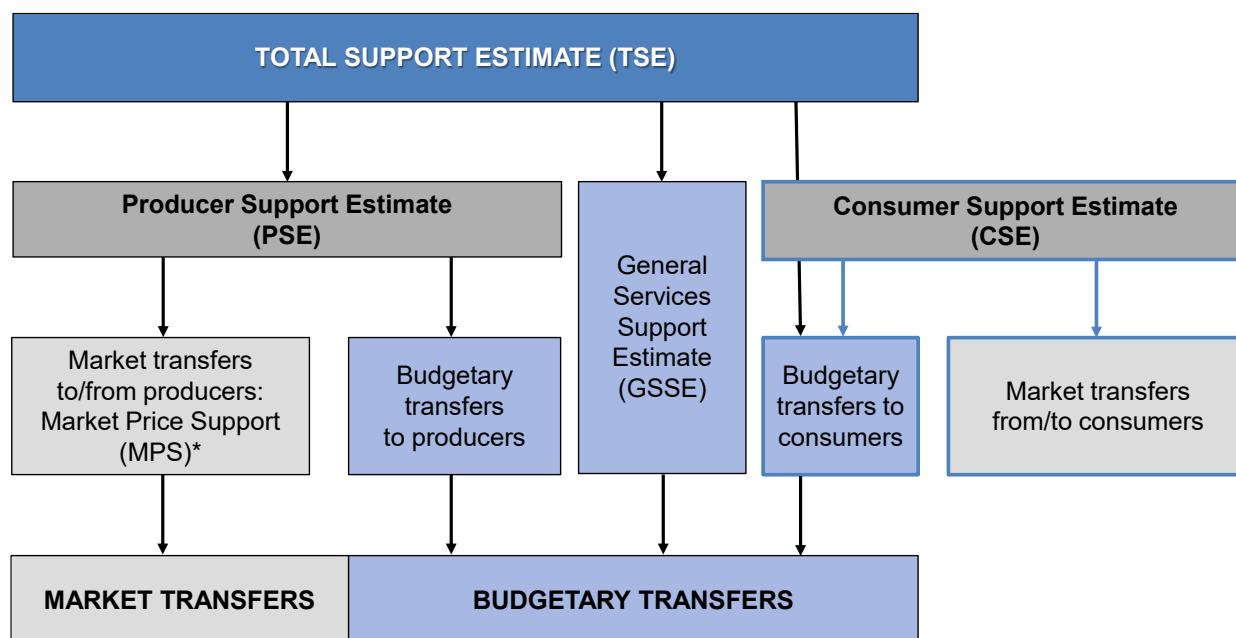 TOTAL SUPPORT ESTIMATE (TSE)
Producer Support Estimate
(PSE)
General
Services
Support
Estimate
(GSSE)
Consumer Support Estimate
(CSE)
Market transfers
to/from producers:
Market Price Support
(MPS)*
Budgetary
transfers
to producers
Budgetary
transfers to
consumers
Market transfers
from/to consumers
MARKET TRANSFERS
BUDGETARY TRANSFERS